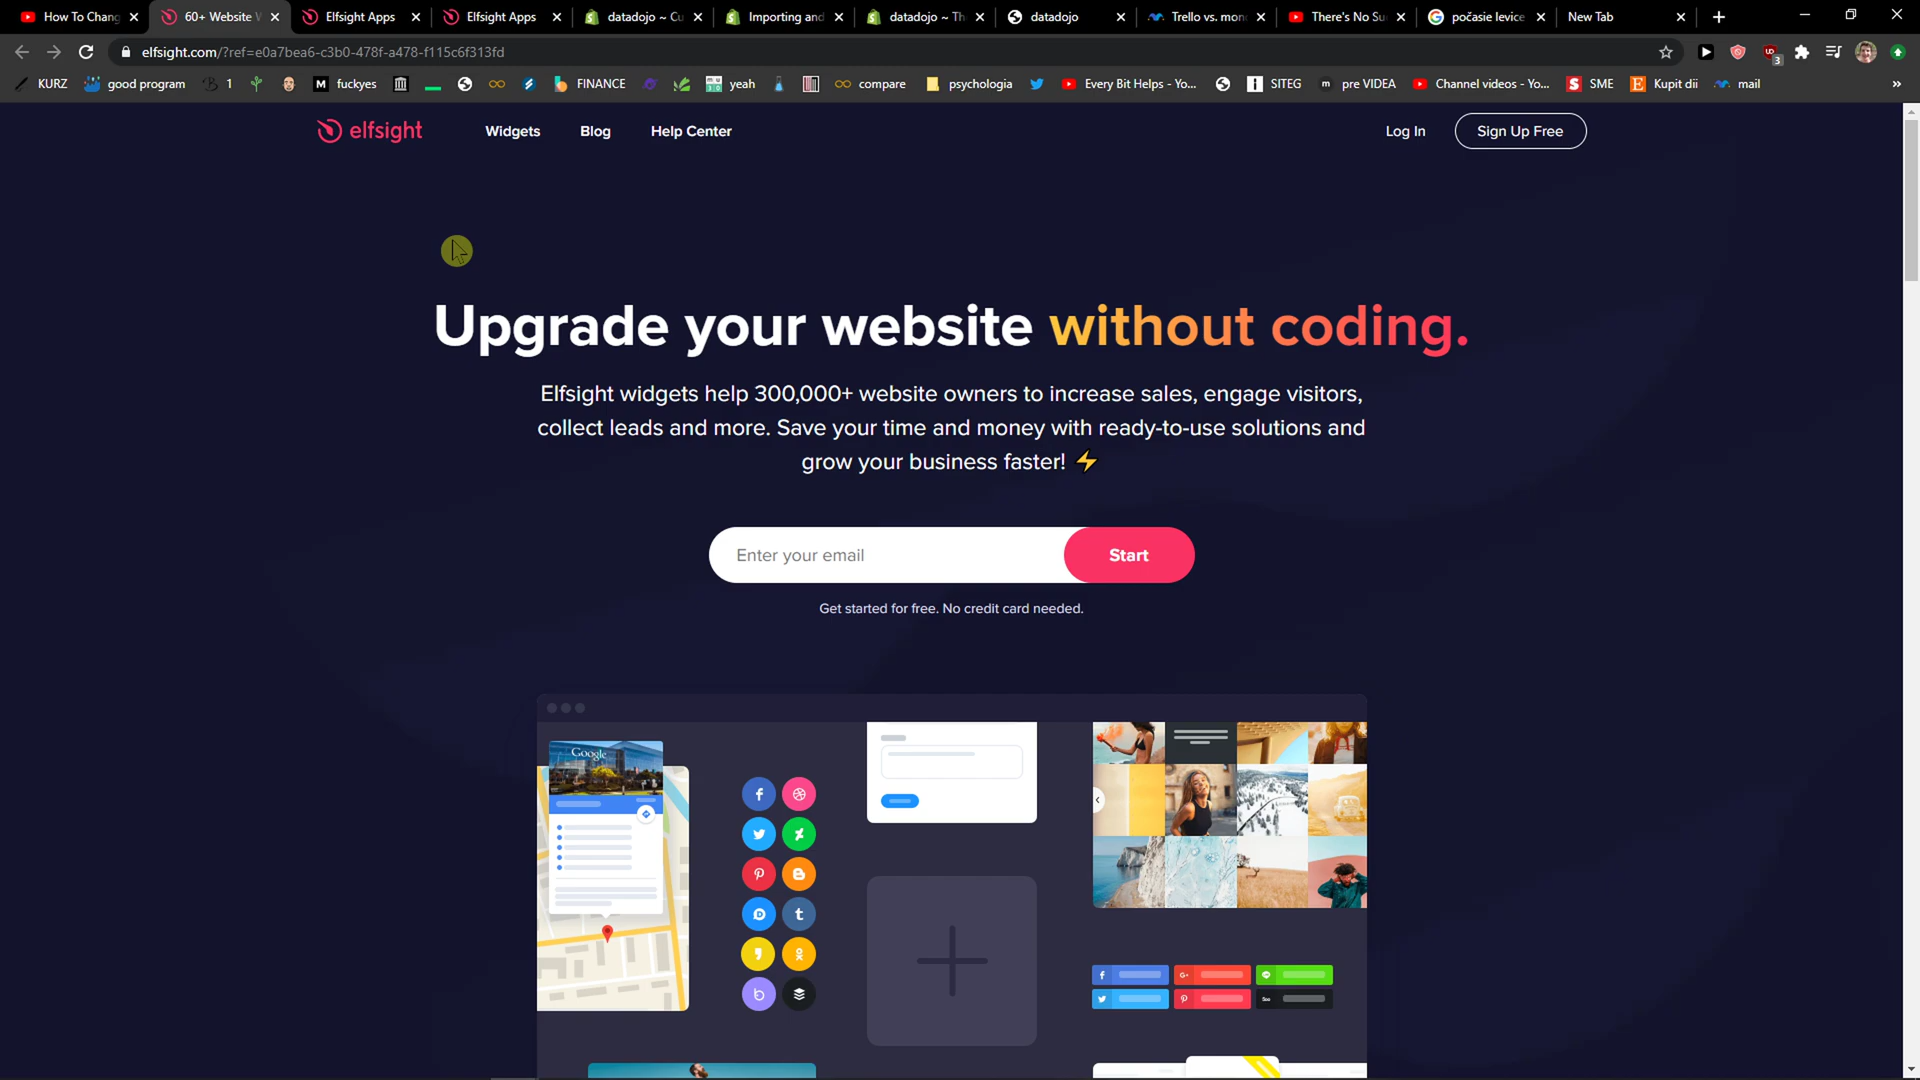 How To Chang
60+ Website W
Elfsight Apps
Elfsight Apps
datadojo ~ Cu
Importing and
datadojo ~ Th
datadojo
Trello vs. mon
There's No Su
počasie levice
New Tab
elfsight.com/?ref=e0a7bea6-c3b0-478f-a478-f115c6f313fd
3
KURZ
good program
1
fuckyes
FINANCE
yeah
compare
psychologia
Every Bit Helps - Yo...
SITEG
pre VIDEA
Channel videos - Yo...
SME
Kupit dii
mail
elfsight
Widgets
Blog
Help Center
Log In
Sign Up Free
Upgrade your website without coding.
Elfsight widgets help 300,000+ website owners to increase sales, engage visitors,
collect leads and more. Save your time and money with ready-to-use solutions and
grow your business faster! ⚡
Enter your email
Start
Get started for free. No credit card needed.
Google